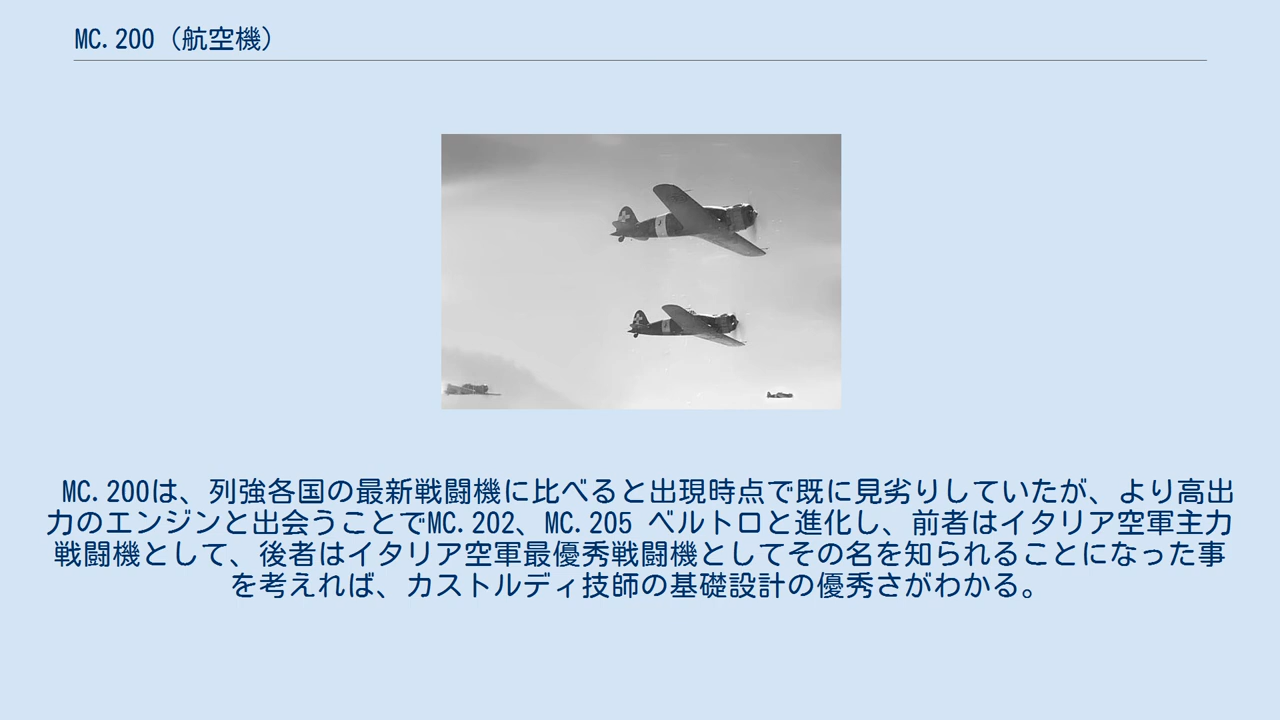 MC.200（航空機）
MC.200は、列強各国の最新戦闘機に比べると出現時点で既に見劣りしていたが、より高出
力のエンジンと出会うことでMC.202、MC.205 ベルトロと進化し、前者はイタリア空軍主力
戦闘機として、後者はイタリア空軍最優秀戦闘機としてその名を知られることになった事
を考えれば、カストルディ技師の基礎設計の優秀さがわかる。